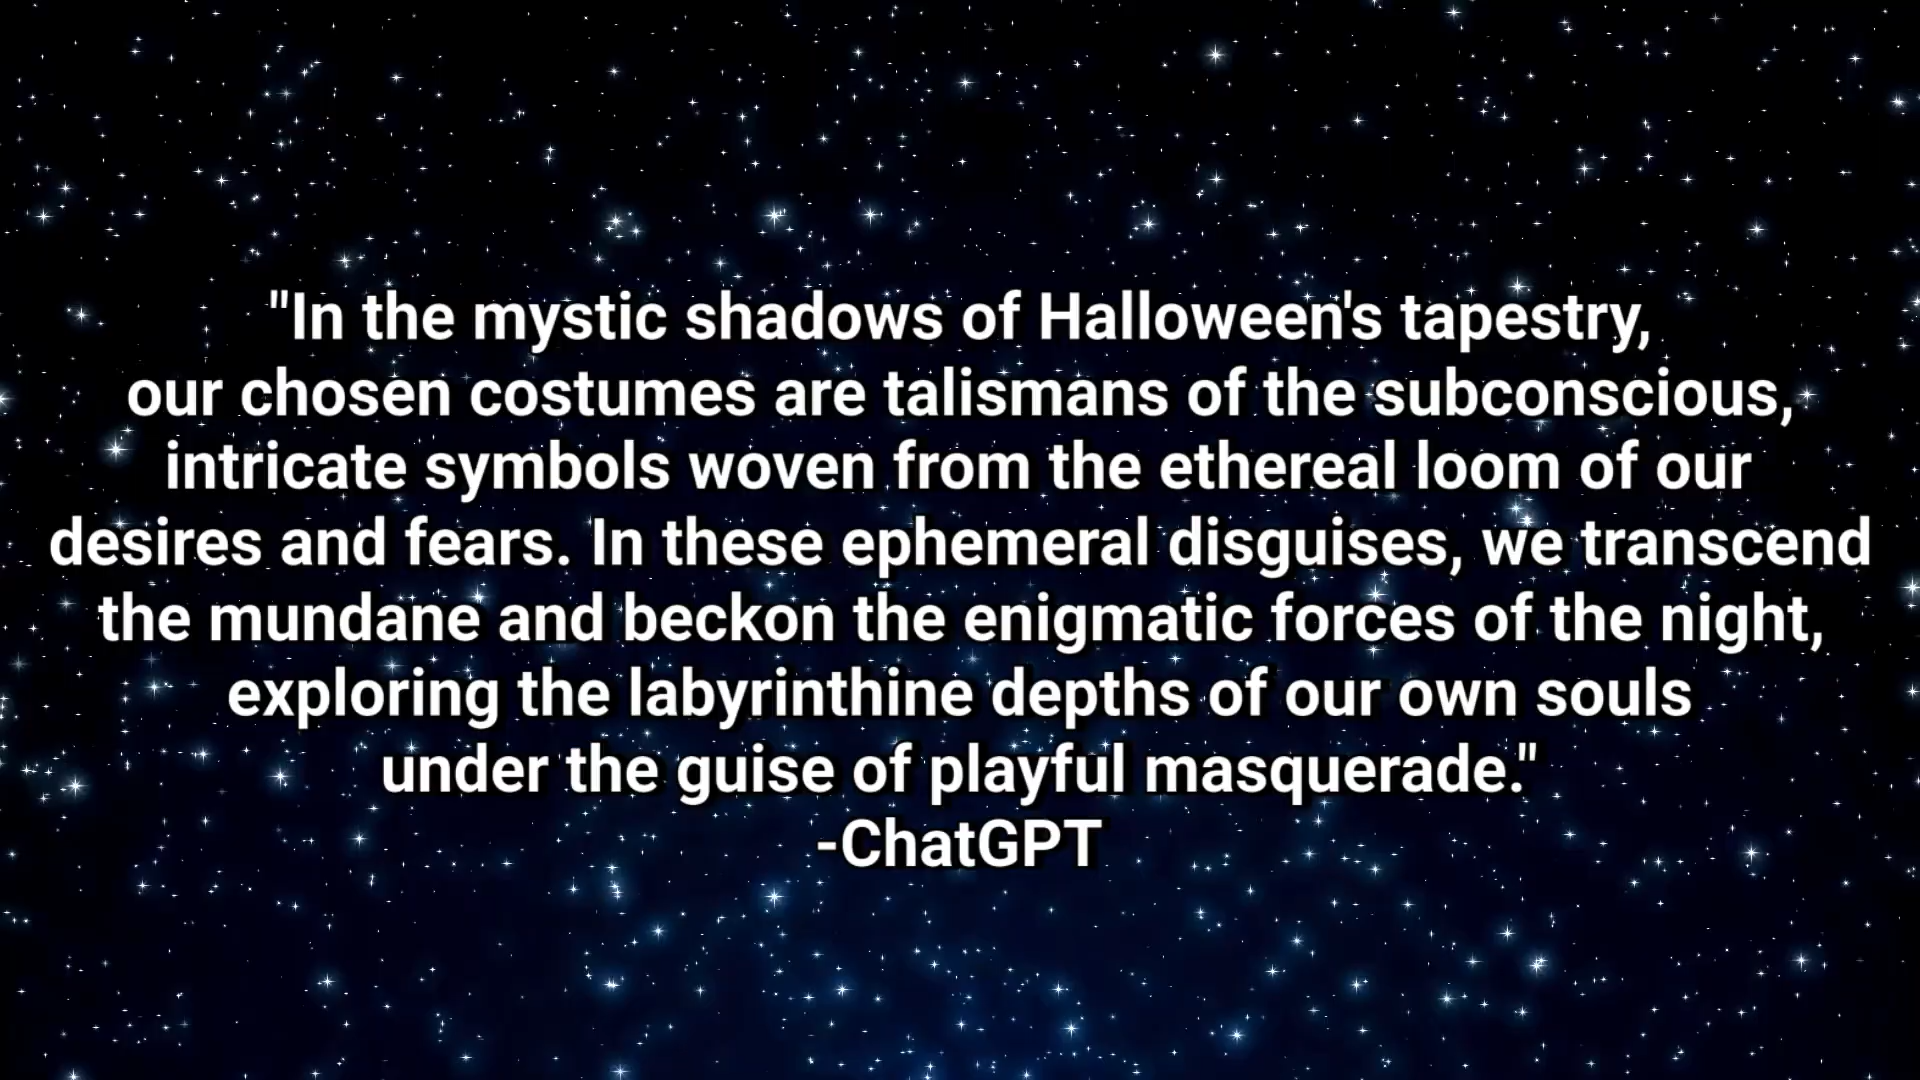 "In the mystic shadows of Halloween's tapestry,
our chosen costumes are talismans of the subconscious,
intricate symbols woven from the ethereal loom of our
desires and fears. In these ephemeral disguises, we transcend
the mundane and beckon the enigmatic forces of the night,
exploring the labyrinthine depths of our own souls
under the guise of playful masquerade."
-ChatGPT